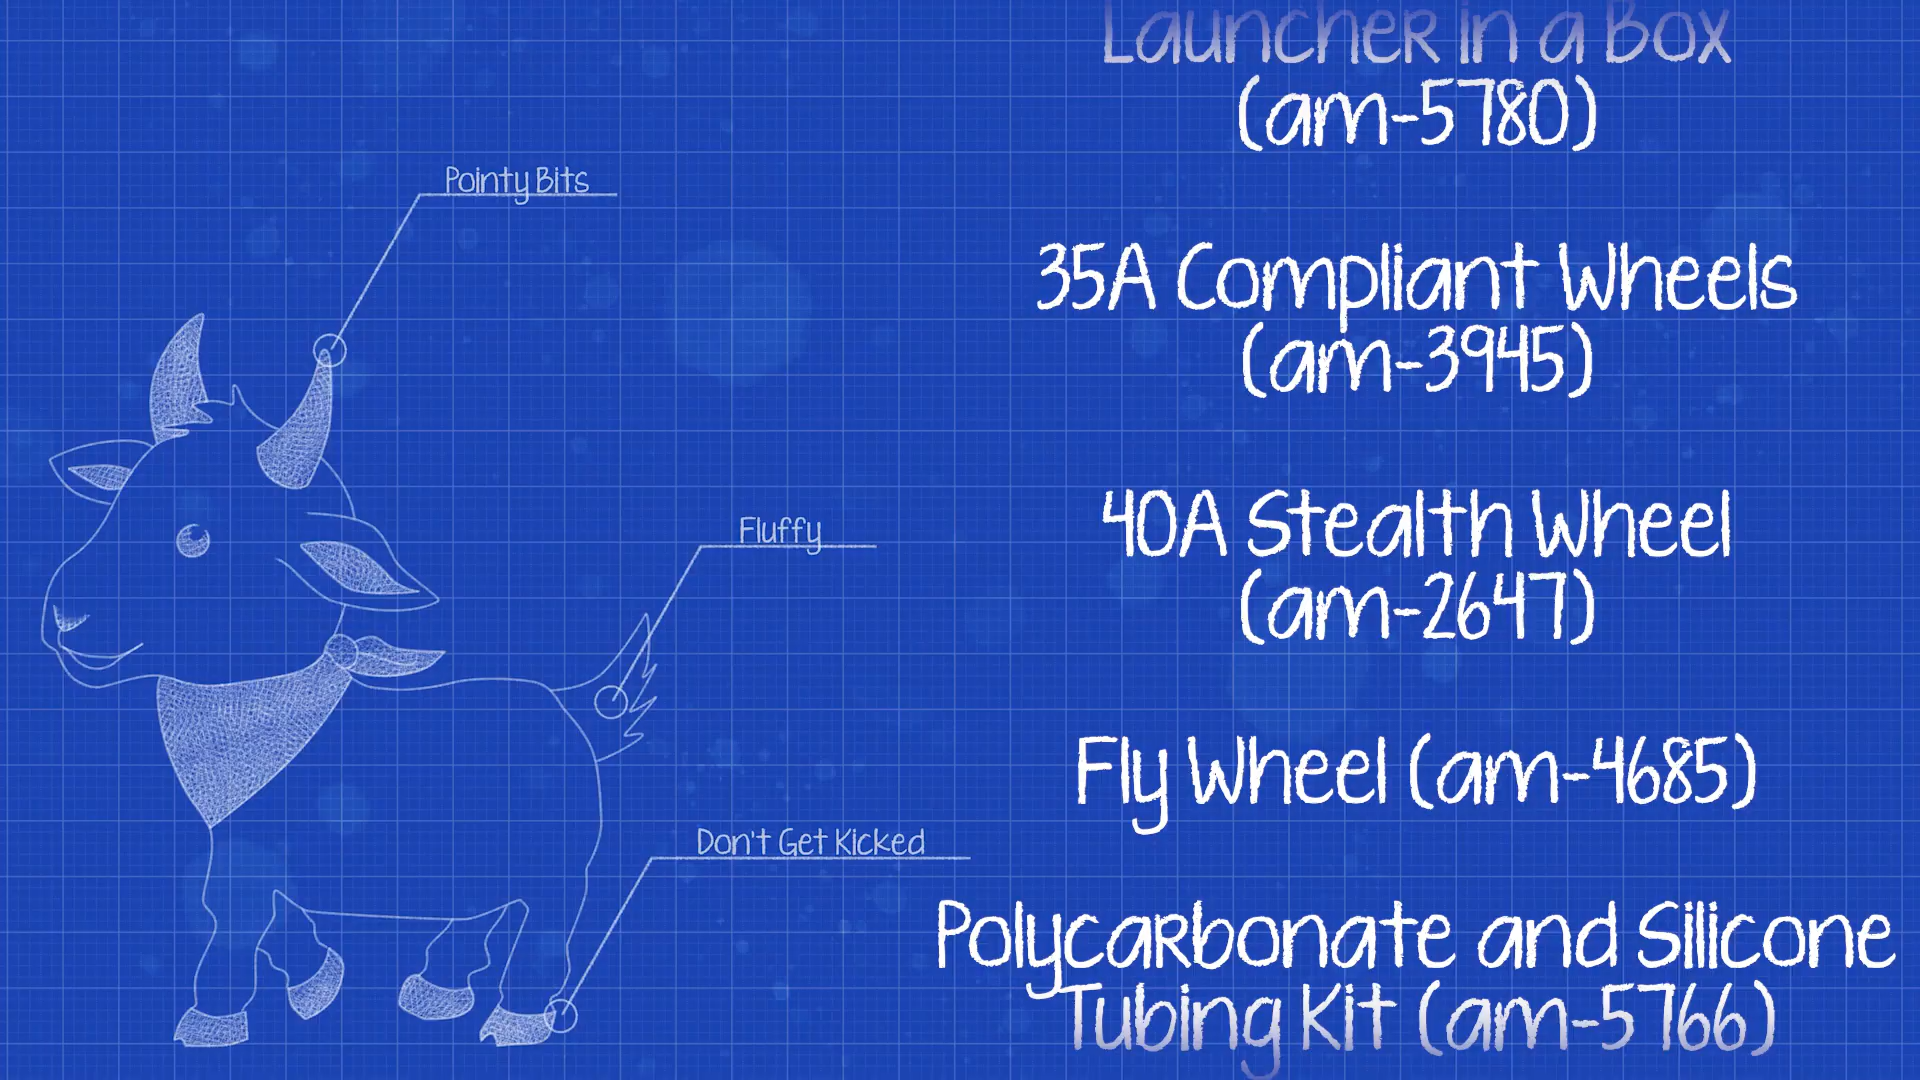 Launcher in a Box
(am-5780)
35A Compliant Wheels
(am-3945)
40A Stealth Wheel
(am-2647)
Fly Wheel (am-4685)
Polycarbonate and Silicone
Tubing Kit (am-5766)
Pointy Bits
Fluffy
Don't Get Kicked